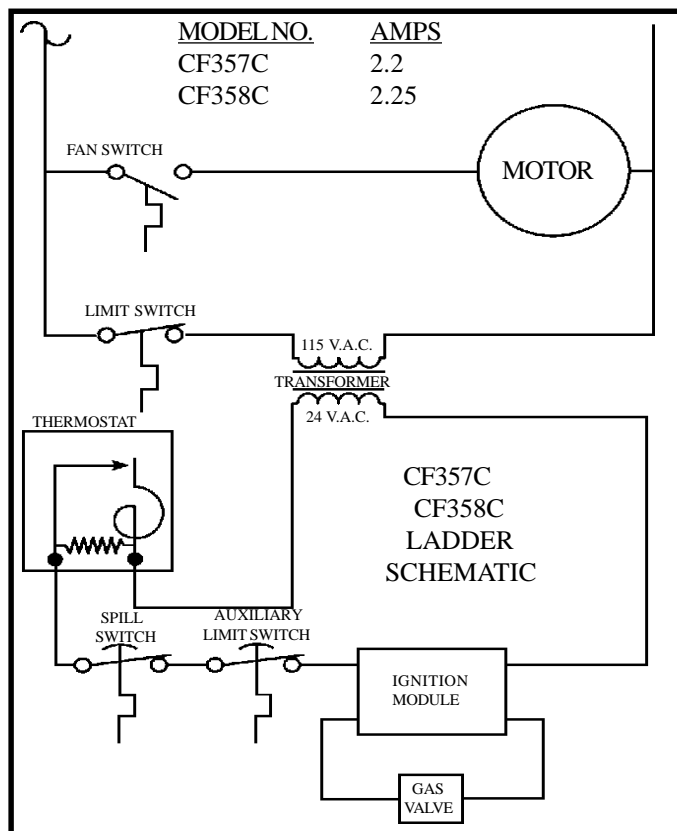 MODEL NO. AMPS
CF357C 2.2
CF358C 2.25
FAN SWITCH
MOTOR
LIMIT SWITCH
115 V.A.C.
TRANSFORMER
24 V.A.C.
THERMOSTAT
CF357C
CF358C
LADDER
SCHEMATIC
SPILL
SWITCH
AUXILIARY
LIMIT SWITCH
IGNITION
MODULE
GAS
VALVE